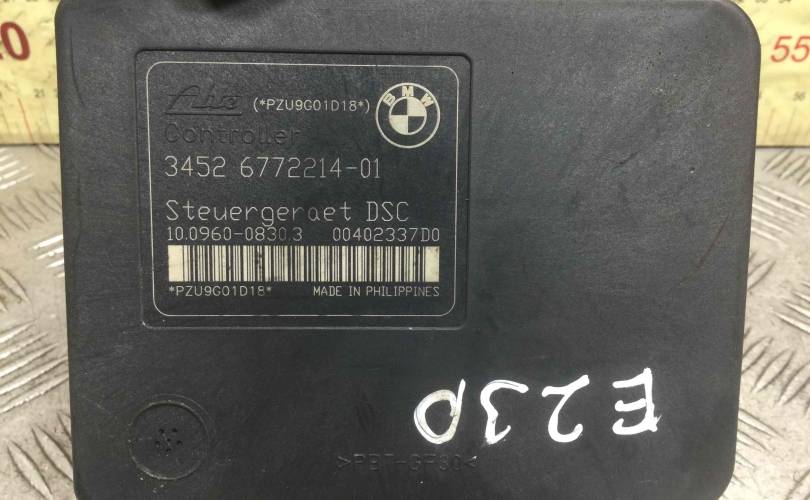 Ate (*PZU9G01D18*) BMW
Controller
3452 6772214-01
Steuergeraet DSC
10.0960-0830.3 00402337D0
*PZU9G01D18* MADE IN PHILIPPINES
E23D
>PBT-GF30<
55